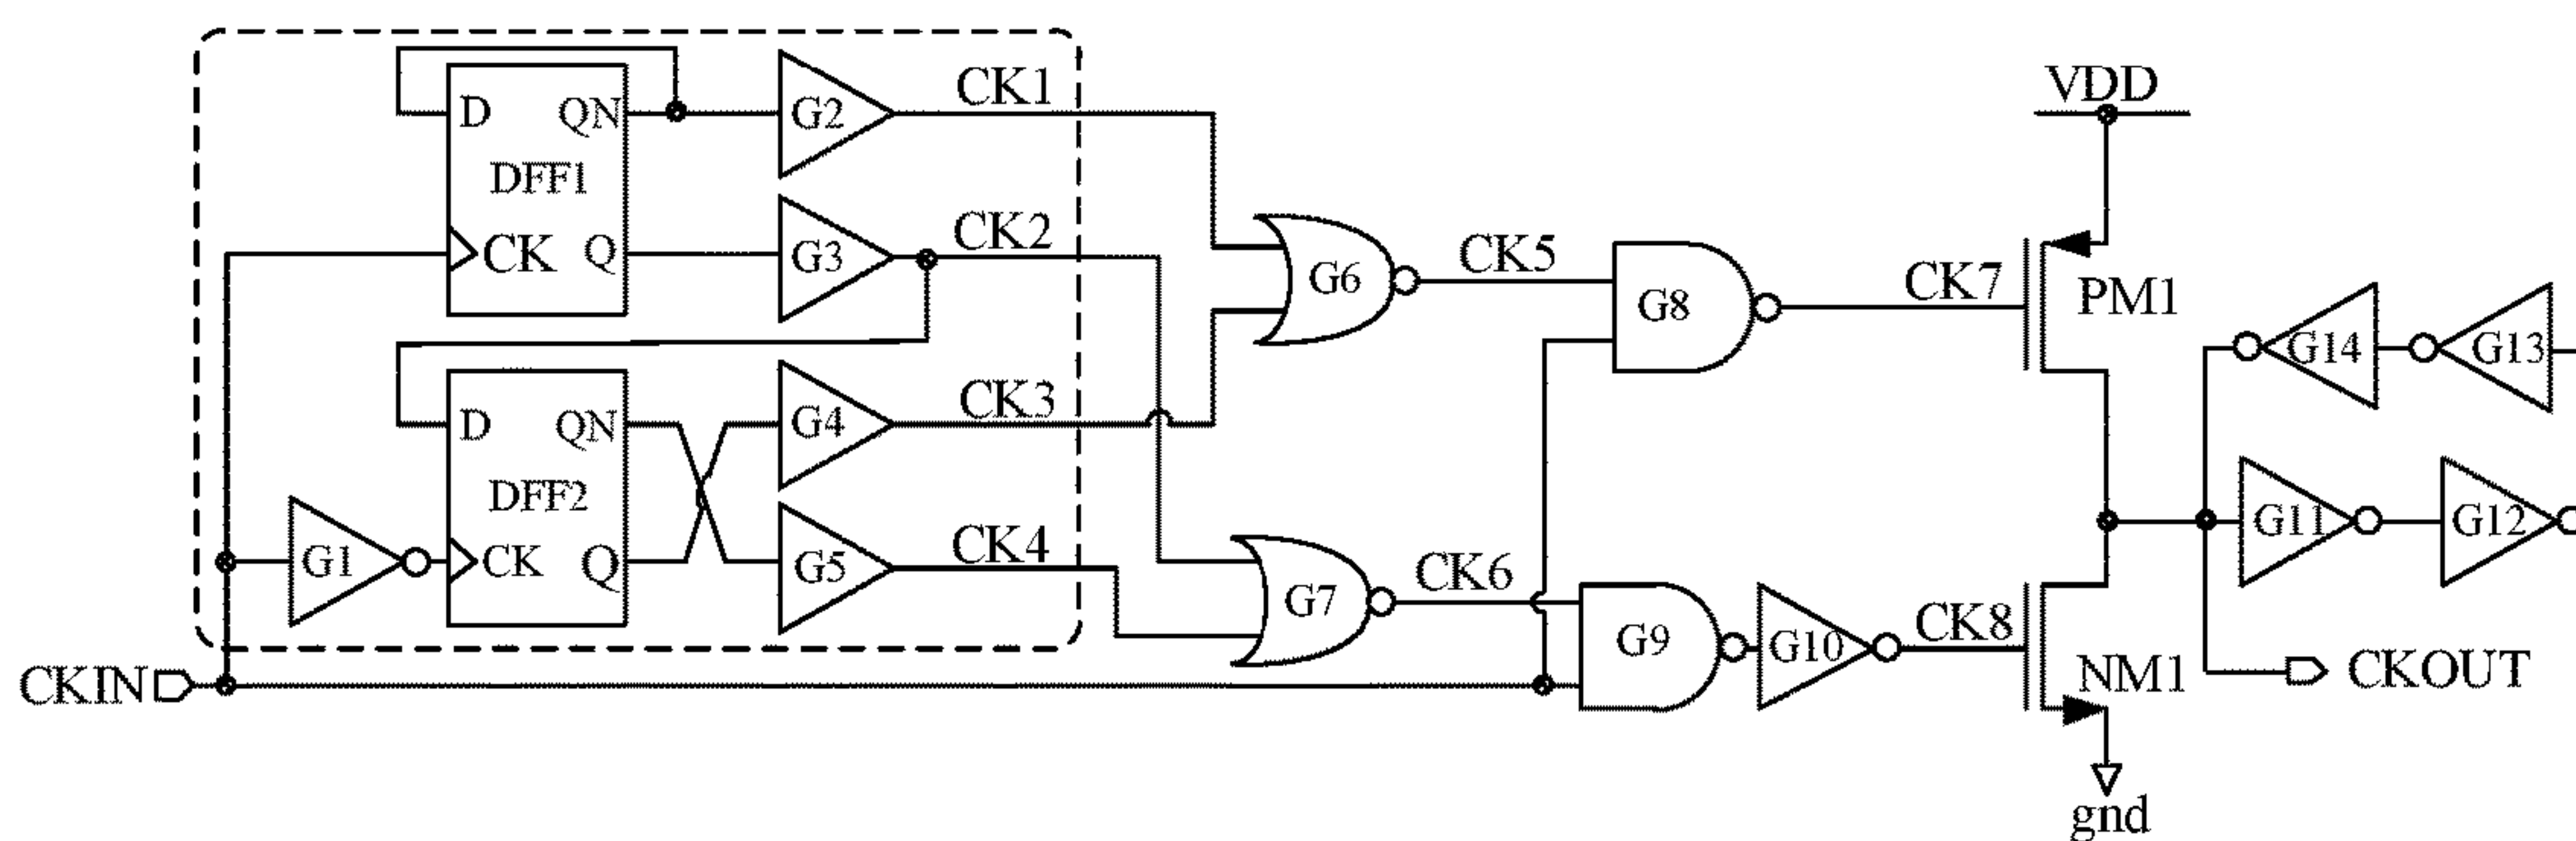 D QN
DFF1
CK Q
G2
CK1
G3
CK2
D QN
DFF2
CK Q
G1
G4
CK3
G5
CK4
CKIN
G6
CK5
G7
CK6
G8
CK7
G9
G10
CK8
VDD
PM1
NM1
gnd
G14
G13
G11
G12
CKOUT